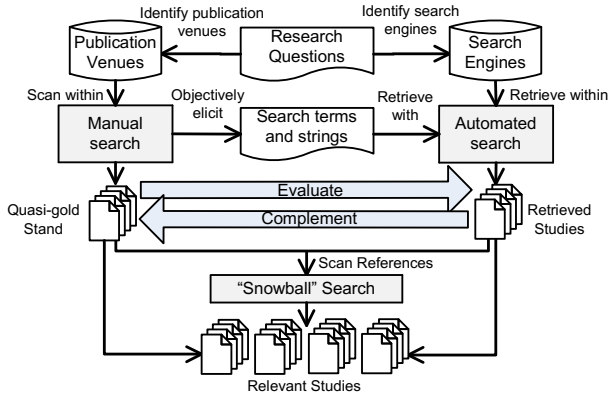 Identify publication
venues
Identify search
engines
Publication
Venues
Research
Questions
Search
Engines
Scan within
Objectively
elicit
Retrieve
with
Retrieve within
Manual
search
Search terms
and strings
Automated
search
Evaluate
Quasi-gold
Stand
Complement
Retrieved
Studies
Scan References
“Snowball” Search
Relevant Studies